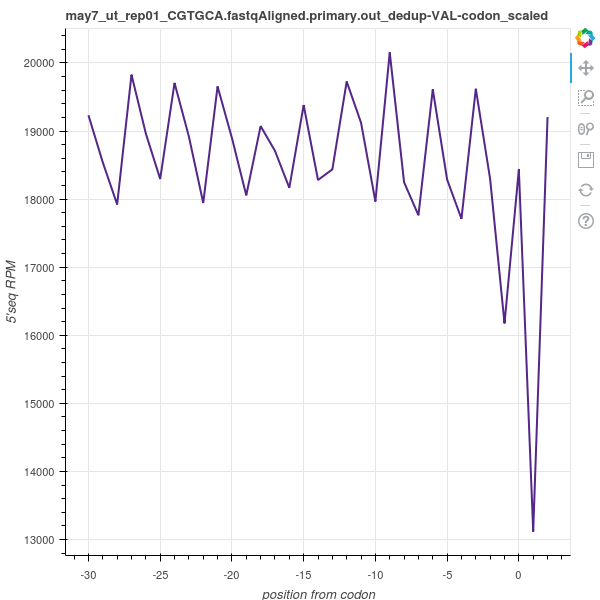 may7_ut_rep01_CGTGCA.fastqAligned.primary.out_dedup-VAL-codon_scaled
20000
19000
18000
17000
16000
15000
14000
13000
5'seq RPM
-30 -25 -20 -15 -10 -5 0
position from codon